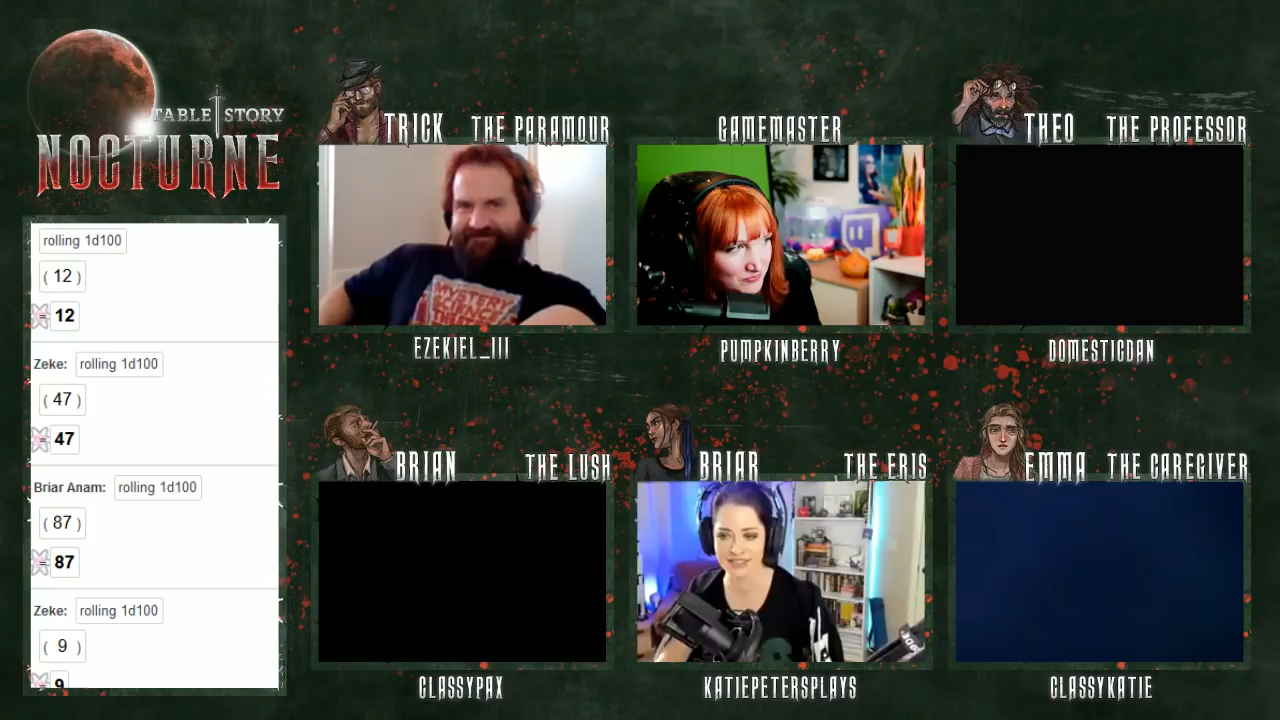 TABLE STORY
NOCTURNE
rolling 1d100
( 12 )
= 12
Zeke: rolling 1d100
( 47 )
= 47
Briar Anam: rolling 1d100
( 87 )
= 87
Zeke: rolling 1d100
( 9 )
= 9
TRICK THE PARAMOUR
MYSTERY
SCIENCE
EZEKIEL_III
GAMEMASTER
PUMPKINBERRY
THEO THE PROFESSOR
DOMESTICDAN
BRIAN THE LUSH
CLASSYPAX
BRIAR THE ERIS
KATIEPETERSPLAYS
EMMA THE CAREGIVER
CLASSYKATIE